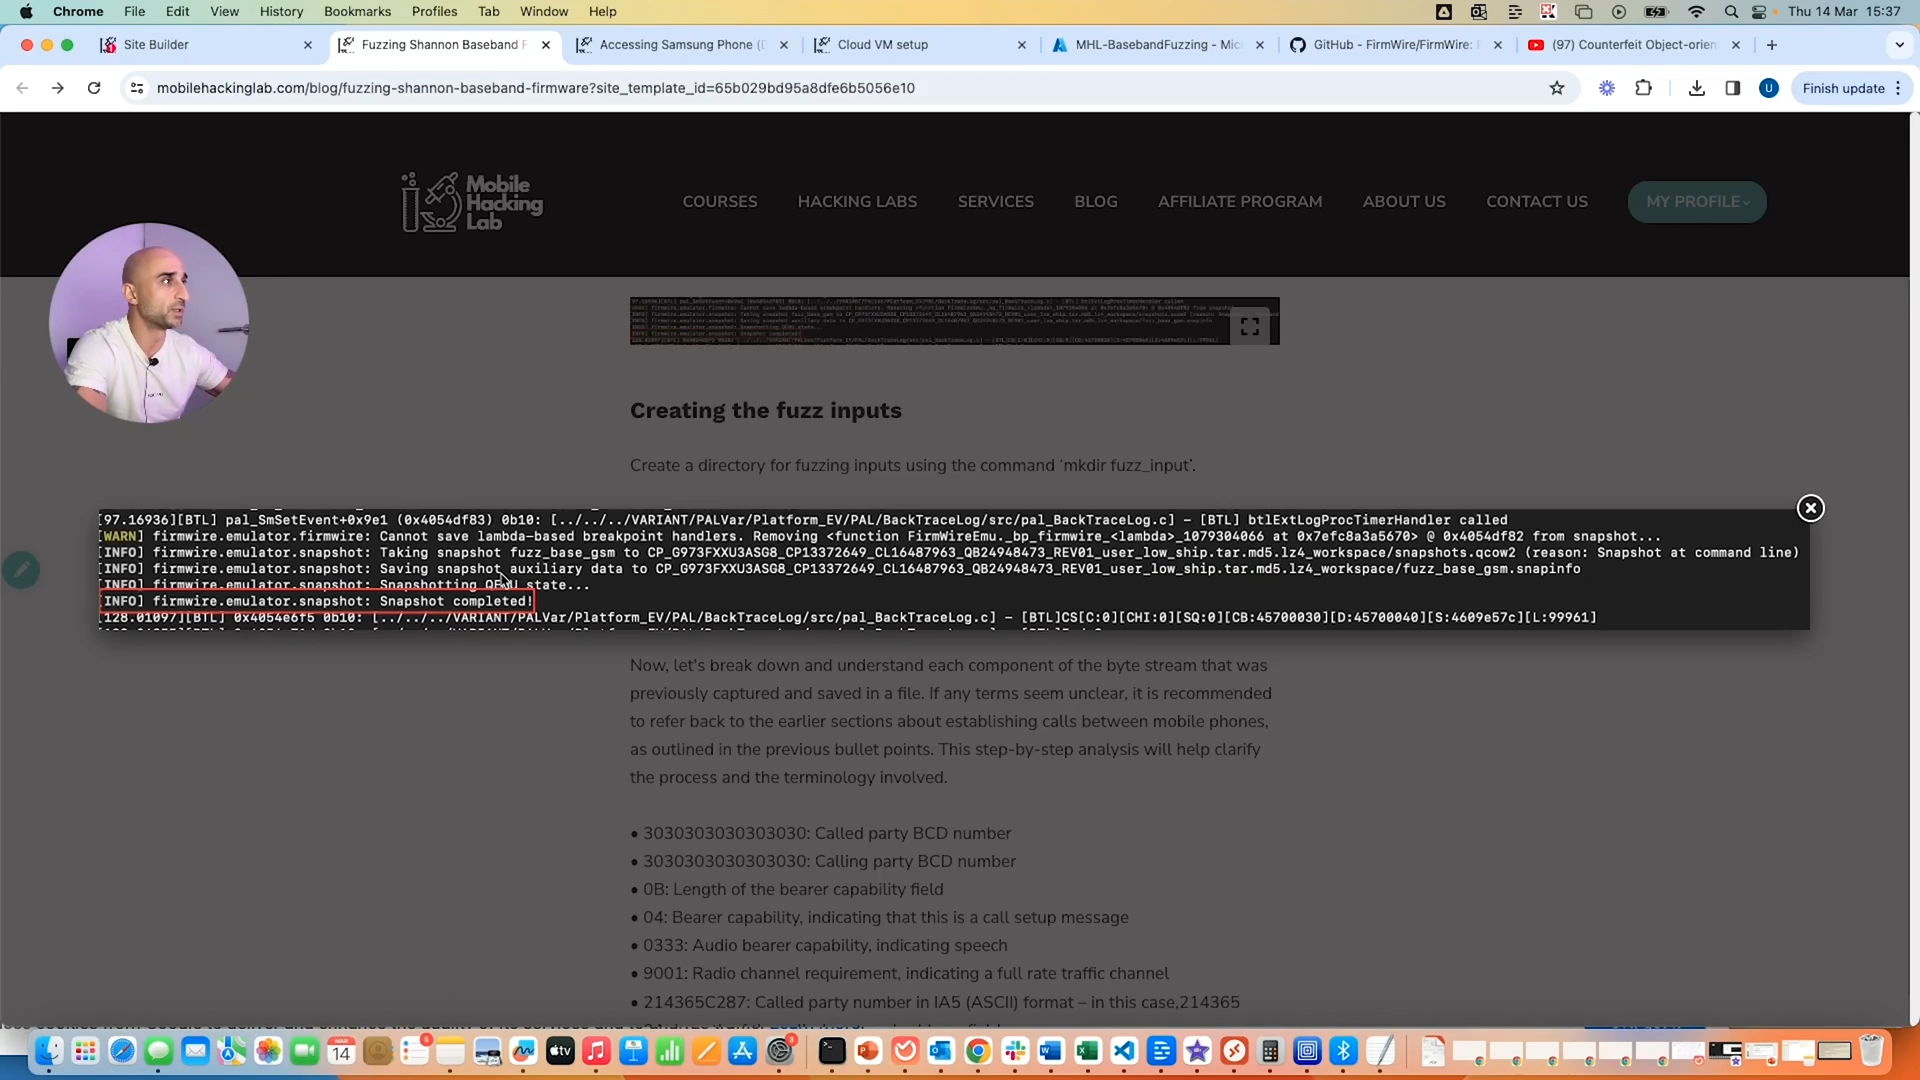 Chrome File Edit View History Bookmarks Profiles Tab Window Help Thu 14 Mar 15:37
Site Builder Fuzzing Shannon Baseband F Accessing Samsung Phone (D Cloud VM setup MHL-BasebandFuzzing - Mic GitHub - FirmWire/FirmWire: (97) Counterfeit Object-orien
mobilehackinglab.com/blog/fuzzing-shannon-baseband-firmware?site_template_id=65b029bd95a8dfe6b5056e10 U Finish update
Mobile
Hacking
Lab
COURSES HACKING LABS SERVICES BLOG AFFILIATE PROGRAM ABOUT US CONTACT US MY PROFILE
Creating the fuzz inputs
Create a directory for fuzzing inputs using the command ‘mkdir fuzz_input’.
[97.16936][BTL] pal_SmSetEvent+0x9e1 (0x4054df83) 0b10: [../../../VARIANT/PALVar/Platform_EV/PAL/BackTraceLog/src/pal_BackTraceLog.c] – [BTL] btlExtLogProcTimerHandler called
[WARN] firmwire.emulator.firmwire: Cannot save lambda-based breakpoint handlers. Removing <function FirmWireEmu._bp_firmwire_<lambda>_1079304066 at 0x7efc8a3a5670> @ 0x4054df82 from snapshot...
[INFO] firmwire.emulator.snapshot: Taking snapshot fuzz_base_gsm to CP_G973FXXU3ASG8_CP13372649_CL16487963_QB24948473_REV01_user_low_ship.tar.md5.lz4_workspace/snapshots.qcow2 (reason: Snapshot at command line)
[INFO] firmwire.emulator.snapshot: Saving snapshot auxiliary data to CP_G973FXXU3ASG8_CP13372649_CL16487963_QB24948473_REV01_user_low_ship.tar.md5.lz4_workspace/fuzz_base_gsm.snapinfo
[INFO] firmwire.emulator.snapshot: Snapshotting QEMU state...
[INFO] firmwire.emulator.snapshot: Snapshot completed!
[128.01097][BTL] 0x4054e6f5 0b10: [../../../VARIANT/PALVar/Platform_EV/PAL/BackTraceLog/src/pal_BackTraceLog.c] – [BTL]CS[C:0][CHI:0][SQ:0][CB:45700030][D:45700040][S:4609e57c][L:99961]
Now, let's break down and understand each component of the byte stream that was
previously captured and saved in a file. If any terms seem unclear, it is recommended
to refer back to the earlier sections about establishing calls between mobile phones,
as outlined in the previous bullet points. This step-by-step analysis will help clarify
the process and the terminology involved.
• 3030303030303030: Called party BCD number
• 3030303030303030: Calling party BCD number
• 0B: Length of the bearer capability field
• 04: Bearer capability, indicating that this is a call setup message
• 0333: Audio bearer capability, indicating speech
• 9001: Radio channel requirement, indicating a full rate traffic channel
• 214365C287: Called party number in IA5 (ASCII) format – in this case,214365